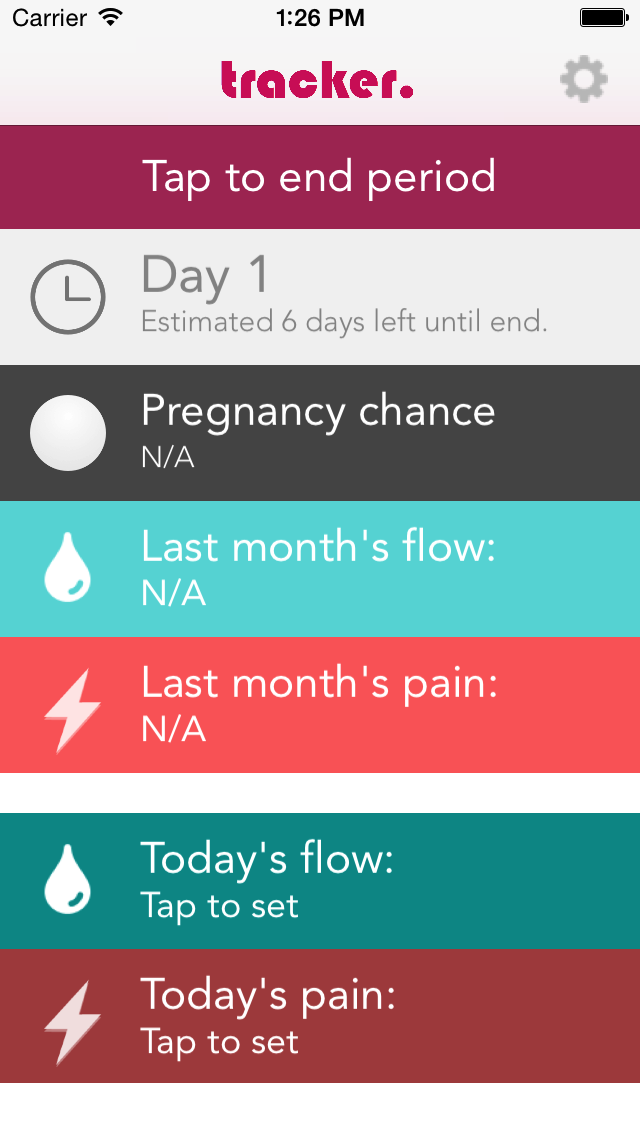 Carrier 1:26 PM
tracker.
Tap to end period
Day 1
Estimated 6 days left until end.
Pregnancy chance
N/A
Last month's flow:
N/A
Last month's pain:
N/A
Today's flow:
Tap to set
Today's pain:
Tap to set